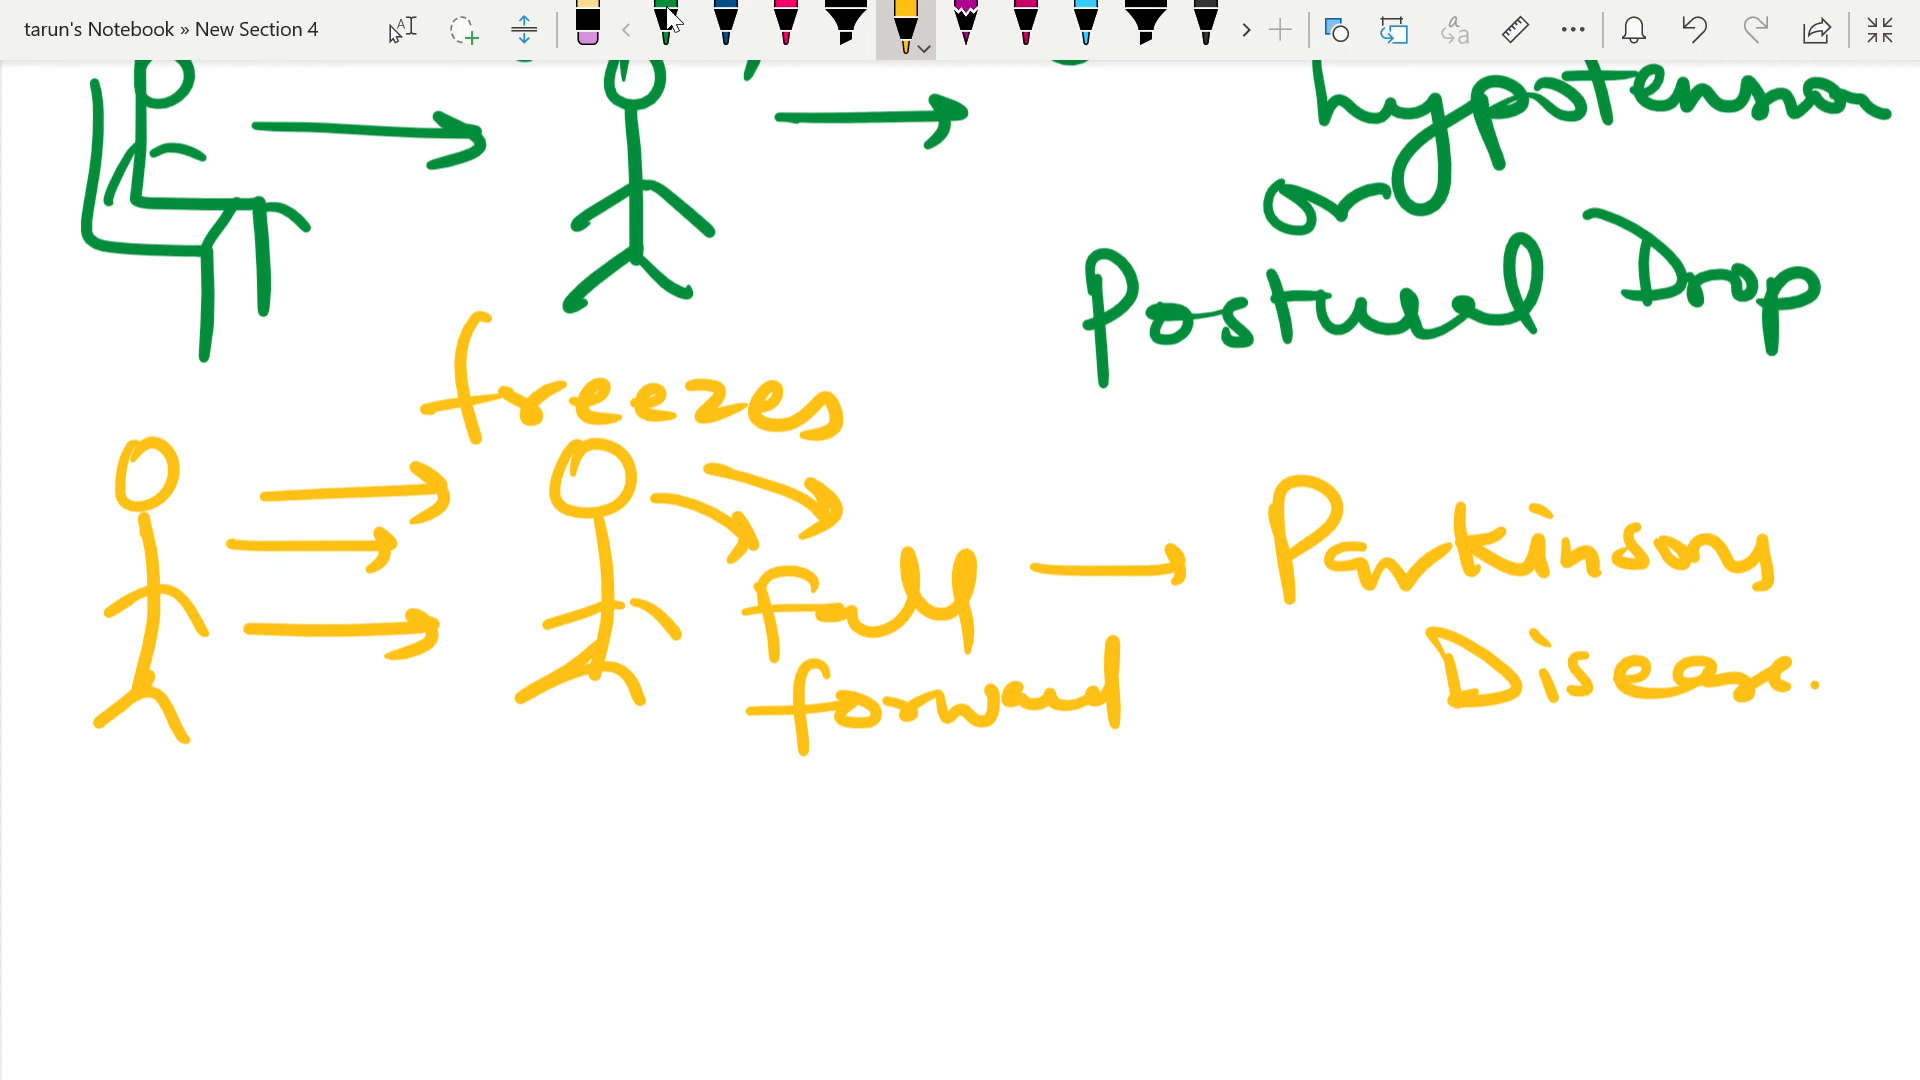 tarun's Notebook » New Section 4
hypotension
or
Postural Drop
freezes
fall
forward
Parkinsons
Disease.